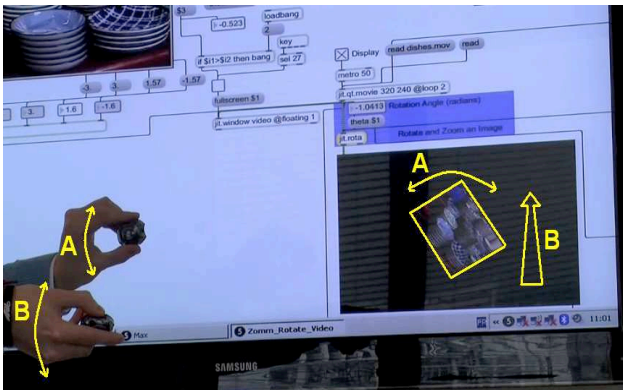 $3
-0.523
loadbang
2
key
if $i1>$i2 then bang
sel 27
Display
read dishes.mov
read
metro 50
-3.
3.
1.57
-1.57
-3.
1.6
-1.6
fullscreen $1
jit.qt.movie 320 240 @loop 2
-1.0413
Rotation Angle (radians)
theta $1
jit.window video @floating 1
jit.rota
Rotate and Zoom an Image
A
A
B
B
Max
Zomm_Rotate_Video
FR
«
11:01
SAMSUNG